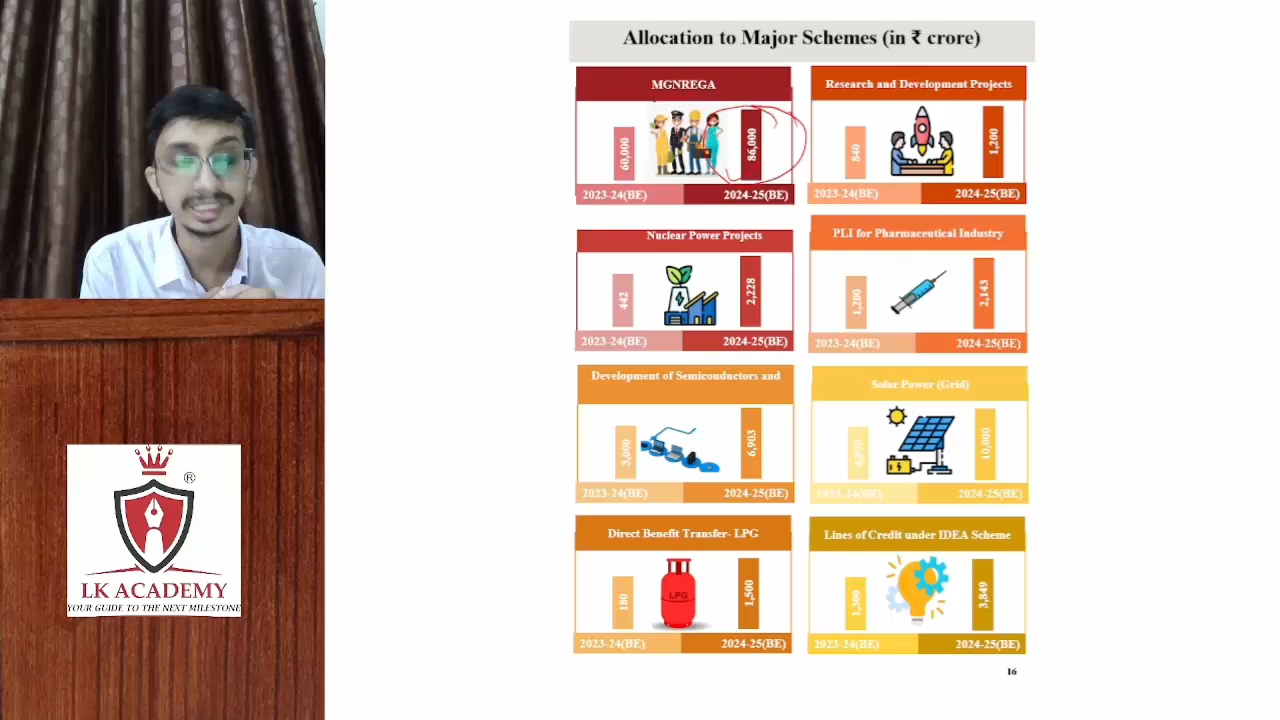 Allocation to Major Schemes (in ₹ crore)
MGNREGA
60,000
86,000
2023-24(BE)
2024-25(BE)
Research and Development Projects
840
1,200
2023-24(BE)
2024-25(BE)
Nuclear Power Projects
442
2,228
2023-24(BE)
2024-25(BE)
PLI for Pharmaceutical Industry
1,200
2,143
2023-24(BE)
2024-25(BE)
Development of Semiconductors and
3,000
6,903
2023-24(BE)
2024-25(BE)
Solar Power (Grid)
10,000
2024-25(BE)
Direct Benefit Transfer- LPG
180
LPG
1,500
2023-24(BE)
2024-25(BE)
Lines of Credit under IDEA Scheme
1,300
3,849
2023-24(BE)
2024-25(BE)
16
®
LK ACADEMY
YOUR GUIDE TO THE NEXT MILESTONE